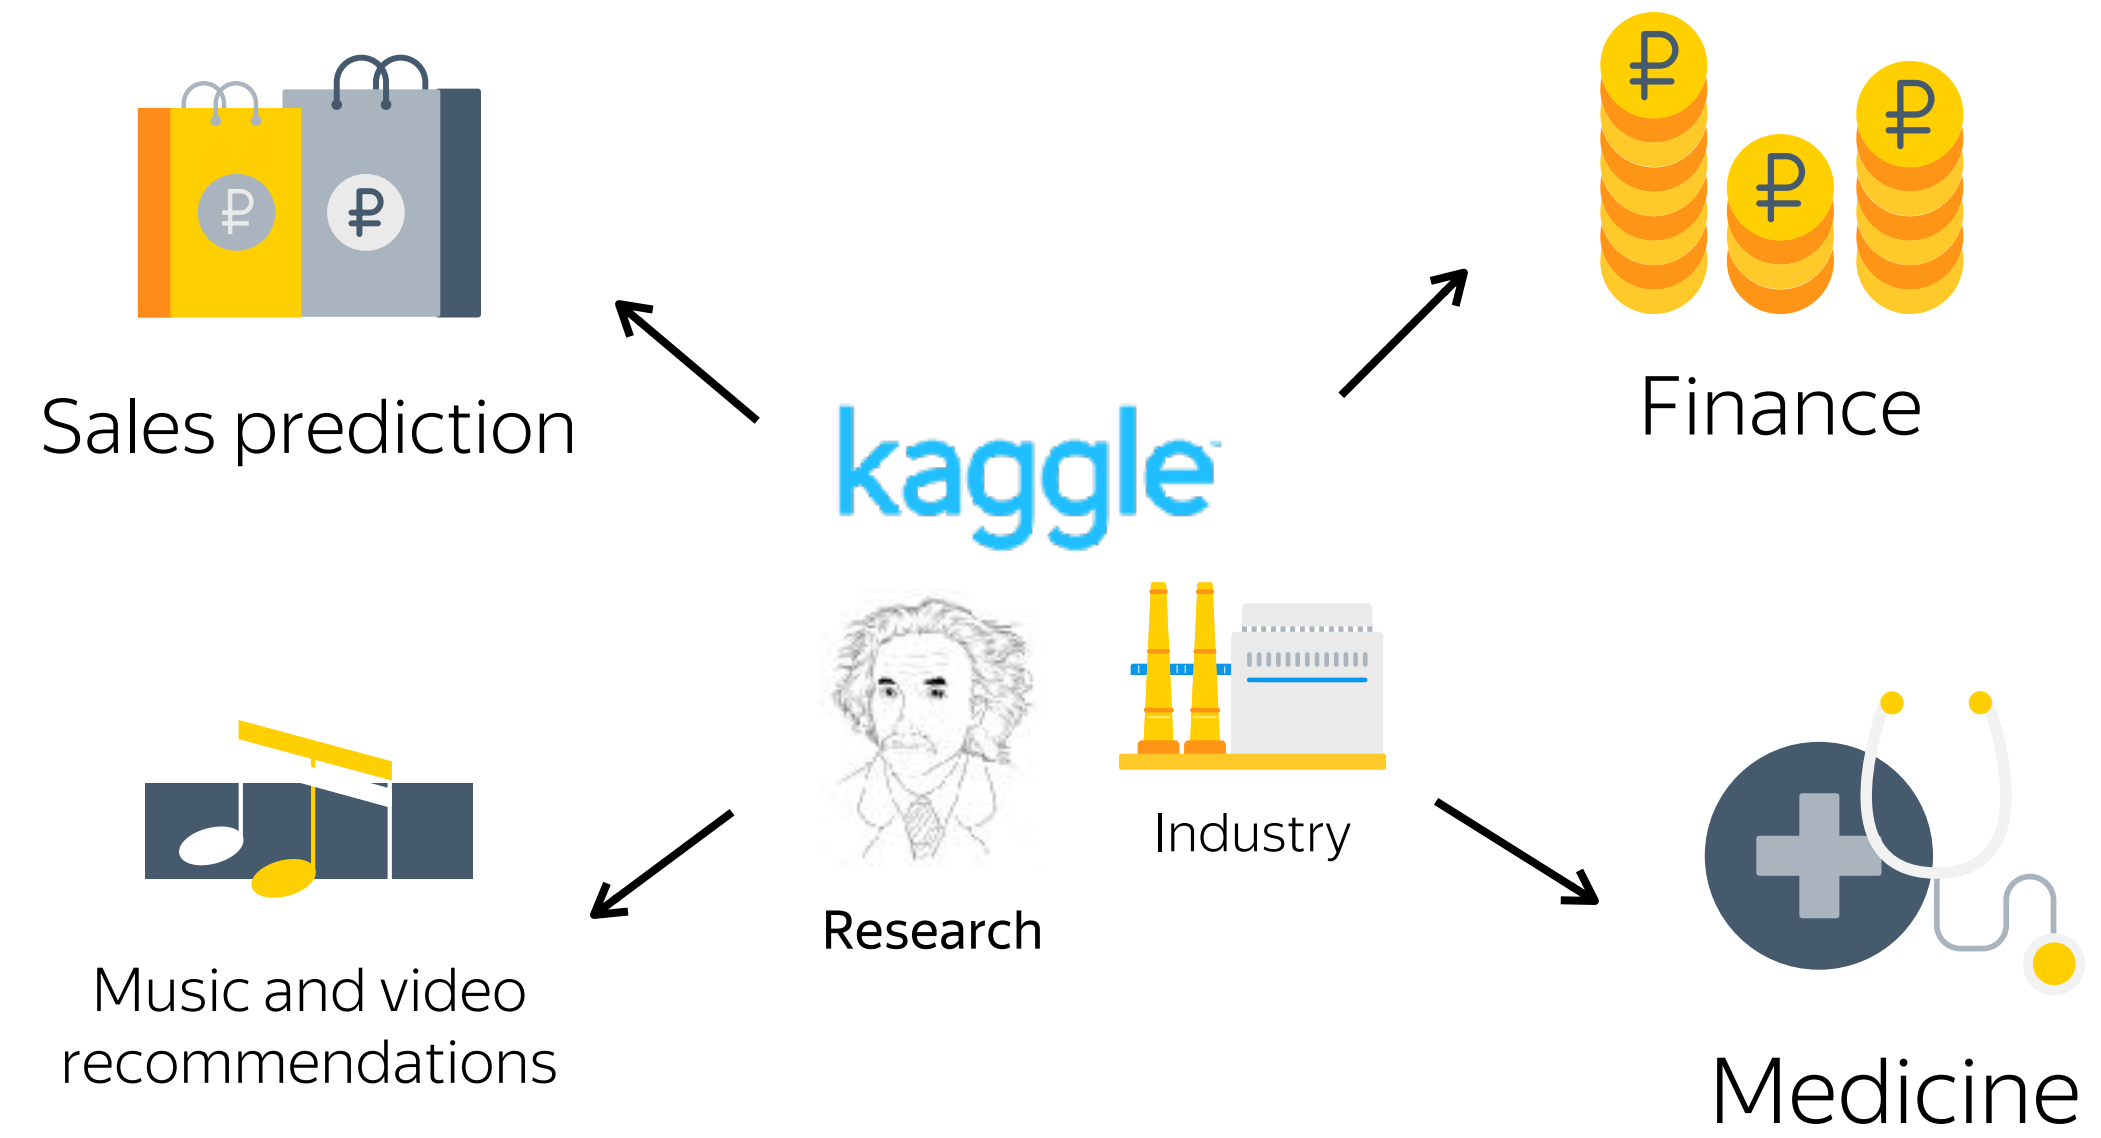 ₽
₽
₽
₽
₽
Sales prediction
Finance
kaggle
Industry
Research
Music and video
recommendations
Medicine